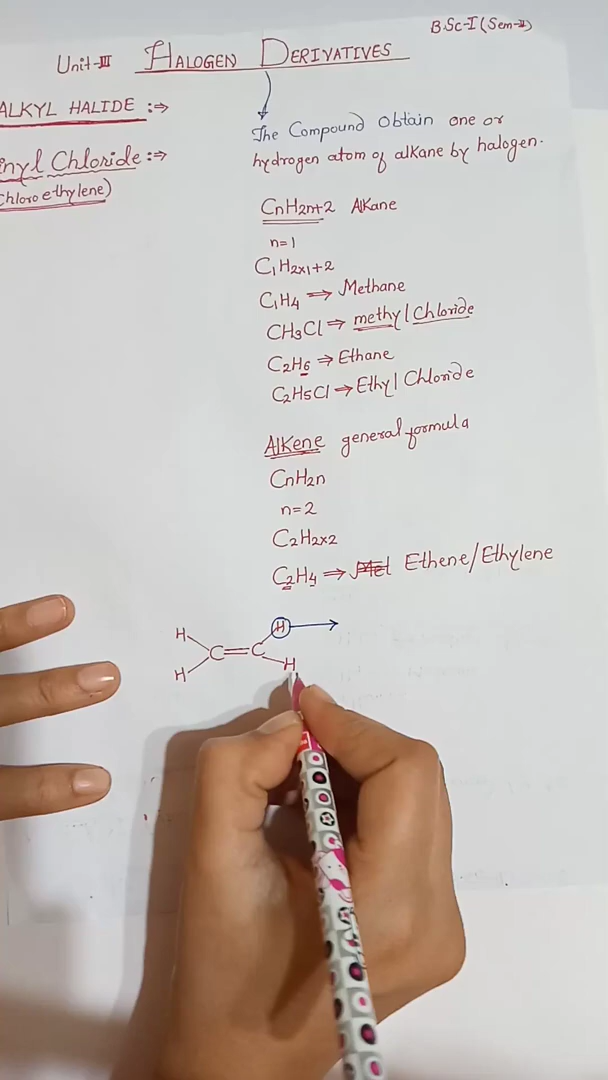 BSc-I (Sem-II)
Unit-III HALOGEN DERIVATIVES
ALKYL HALIDE :⇒
The Compound Obtain one or
hydrogen atom of alkane by halogen.
inyl Chloride :⇒
Chloroethylene)
CnH2n+2 Alkane
n=1
C1H2x1+2
C1H4 ⇒ Methane
CH3Cl ⇒ methyl Chloride
C2H6 ⇒ Ethane
C2H5Cl → Ethyl Chloride
Alkene general formula
CnH2n
n=2
C2H2x2
C2H4 ⇒ Met Ethene/Ethylene
H H
C=C
H H